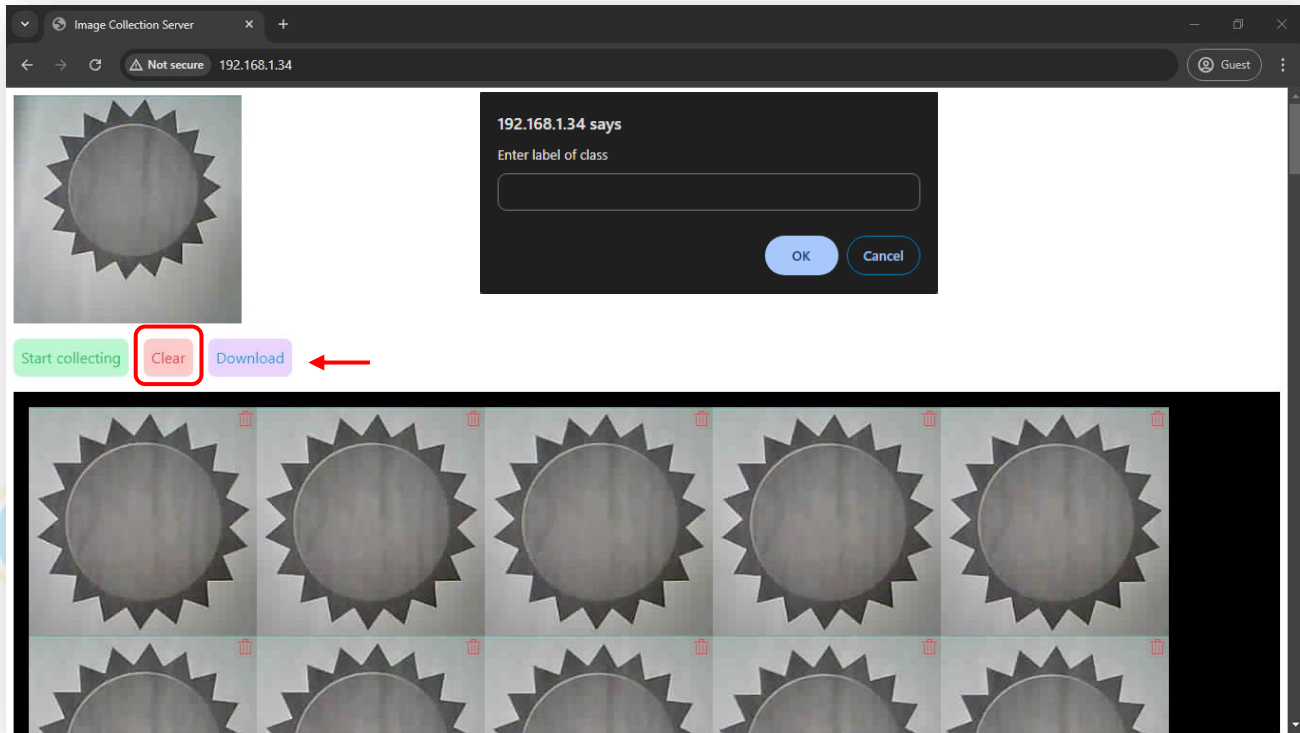 Image Collection Server
Not secure 192.168.1.34
Guest
192.168.1.34 says
Enter label of class
OK Cancel
Start collecting Clear Download